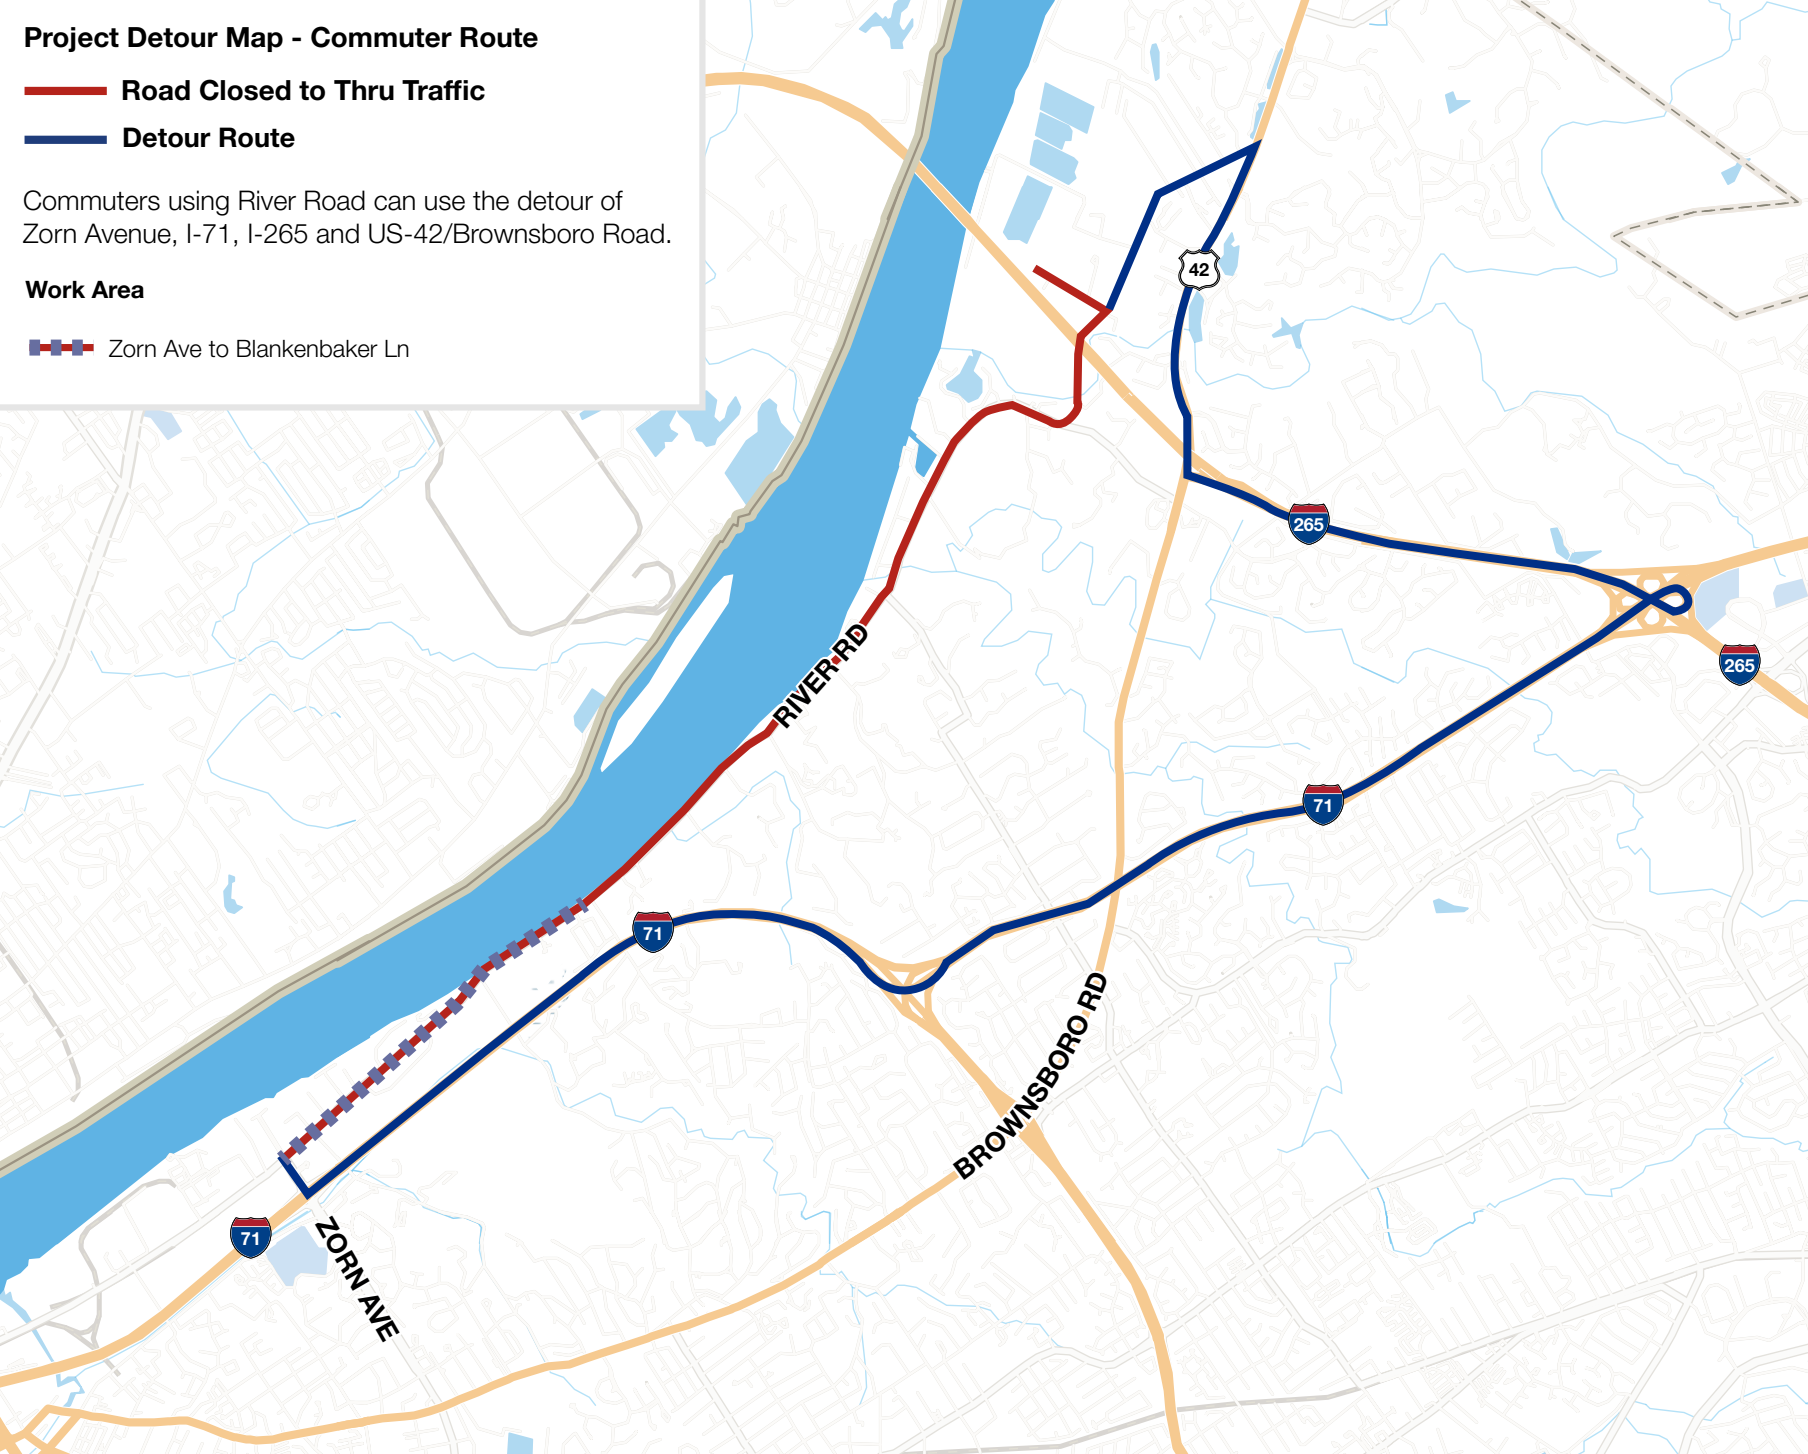 Project Detour Map - Commuter Route
Road Closed to Thru Traffic
Detour Route
Commuters using River Road can use the detour of
Zorn Avenue, I-71, I-265 and US-42/Brownsboro Road.
Work Area
Zorn Ave to Blankenbaker Ln
42
265
265
RIVER RD
71
71
BROWNSBORO RD
71
ZORN AVE